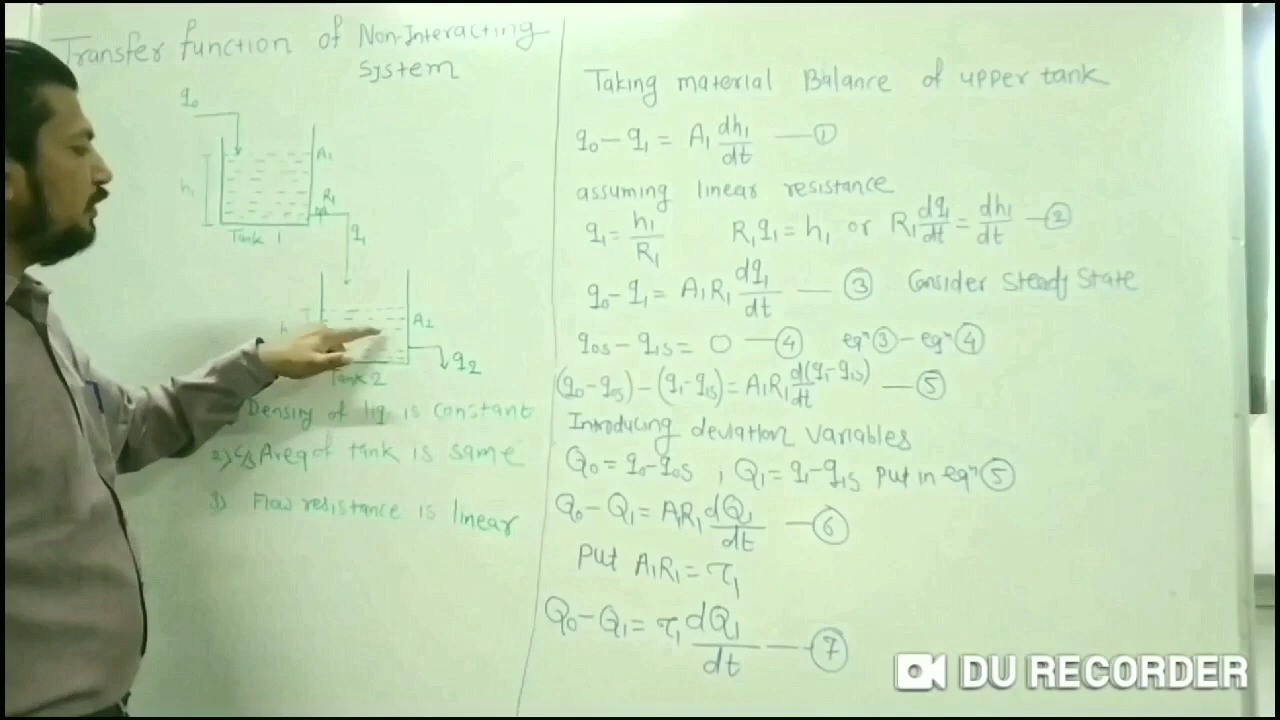 Transfer function of Non-Interacting
System
q₀
A₁
h₁
R₁
Tank 1
q₁
A₂
h
q₂
Tank 2
Density of liq. is constant
2) c/s Area of tank is same
3) Flow resistance is linear
Taking material Balance of upper tank
q₀ - q₁ = A₁ dh₁/dt — ①
assuming linear resistance
q₁ = h₁/R₁ R₁q₁ = h₁ or R₁ dq₁/dt = dh₁/dt — ②
q₀ - q₁ = A₁R₁ dq₁/dt — ③ Consider Steady State
q₀s - q₁s = 0 — ④ eqⁿ ③ - eqⁿ ④
(q₀ - q₀s) - (q₁ - q₁s) = A₁R₁ d(q₁ - q₁s)/dt — ⑤
Introducing deviation variables
Q₀ = q₀ - q₀s , Q₁ = q₁ - q₁s put in eqⁿ ⑤
Q₀ - Q₁ = A₁R₁ dQ₁/dt — ⑥
Put A₁R₁ = τ₁
Q₀ - Q₁ = τ₁ dQ₁/dt — ⑦
DU RECORDER